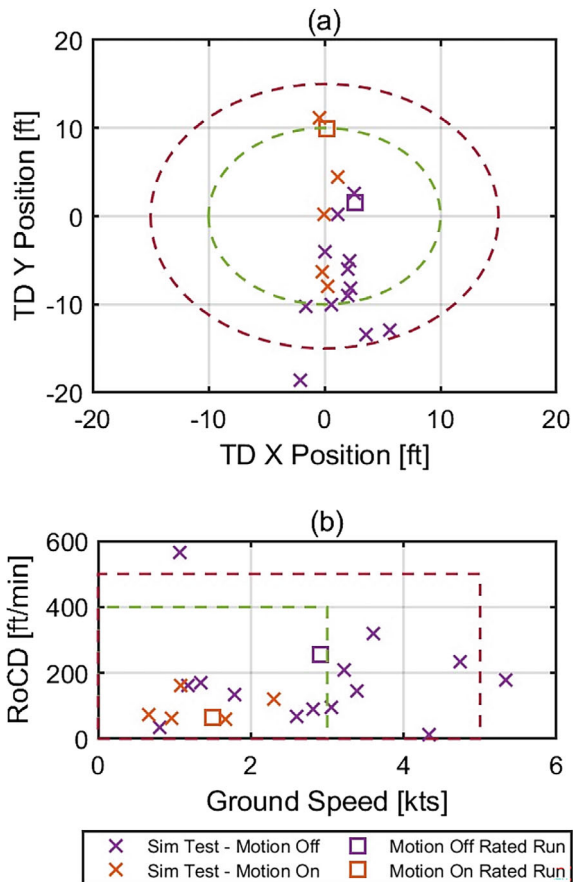 (a)
20
10
0
-10
-20
TD Y Position [ft]
-20 -10 0 10 20
TD X Position [ft]
(b)
600
400
200
0
RoCD [ft/min]
0 2 4 6
Ground Speed [kts]
Sim Test - Motion Off Motion Off Rated Run
Sim Test - Motion On Motion On Rated Run